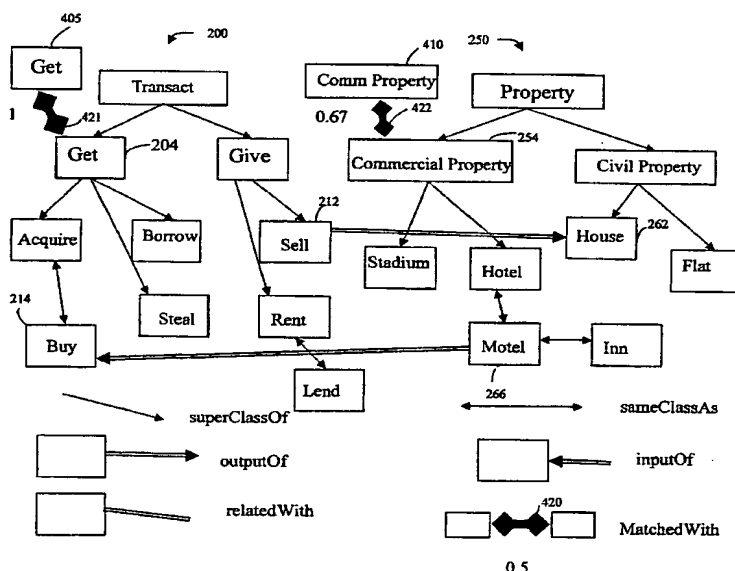 405
200
410
250
Get
Transact
Comm Property
Property
1
421
0.67
422
254
Get
204
Give
Commercial Property
Civil Property
212
Acquire
Borrow
Sell
House
262
Stadium
Hotel
Flat
214
Steal
Rent
Buy
Motel
Inn
Lend
266
superClassOf
sameClassAs
outputOf
inputOf
relatedWith
420
MatchedWith
0.5